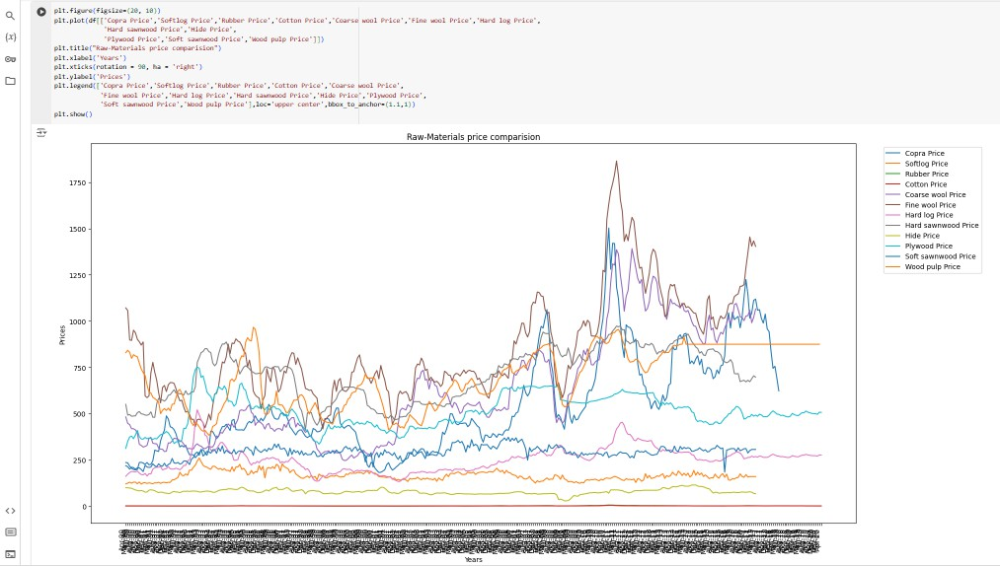 plt.figure(figsize=(20, 10))
plt.plot(df[['Copra Price','Softlog Price','Rubber Price','Cotton Price','Coarse wool Price','Fine wool Price','Hard log Price',
'Hard sawnwood Price','Hide Price',
'Plywood Price','Soft sawnwood Price','Wood pulp Price']])
plt.title("Raw-Materials price comparision")
plt.xlabel('Years')
plt.xticks(rotation = 90, ha = 'right')
plt.ylabel('Prices')
plt.legend(['Copra Price','Softlog Price','Rubber Price','Cotton Price','Coarse wool Price',
'Fine wool Price','Hard log Price','Hard sawnwood Price','Hide Price','Plywood Price',
'Soft sawnwood Price','Wood pulp Price'],loc='upper center',bbox_to_anchor=(1.1,1))
plt.show()
{x}
Raw-Materials price comparision
Copra Price
Softlog Price
Rubber Price
Cotton Price
Coarse wool Price
Fine wool Price
Hard log Price
Hard sawnwood Price
Hide Price
Plywood Price
Soft sawnwood Price
Wood pulp Price
1750
1500
1250
1000
750
500
250
0
Prices
Years